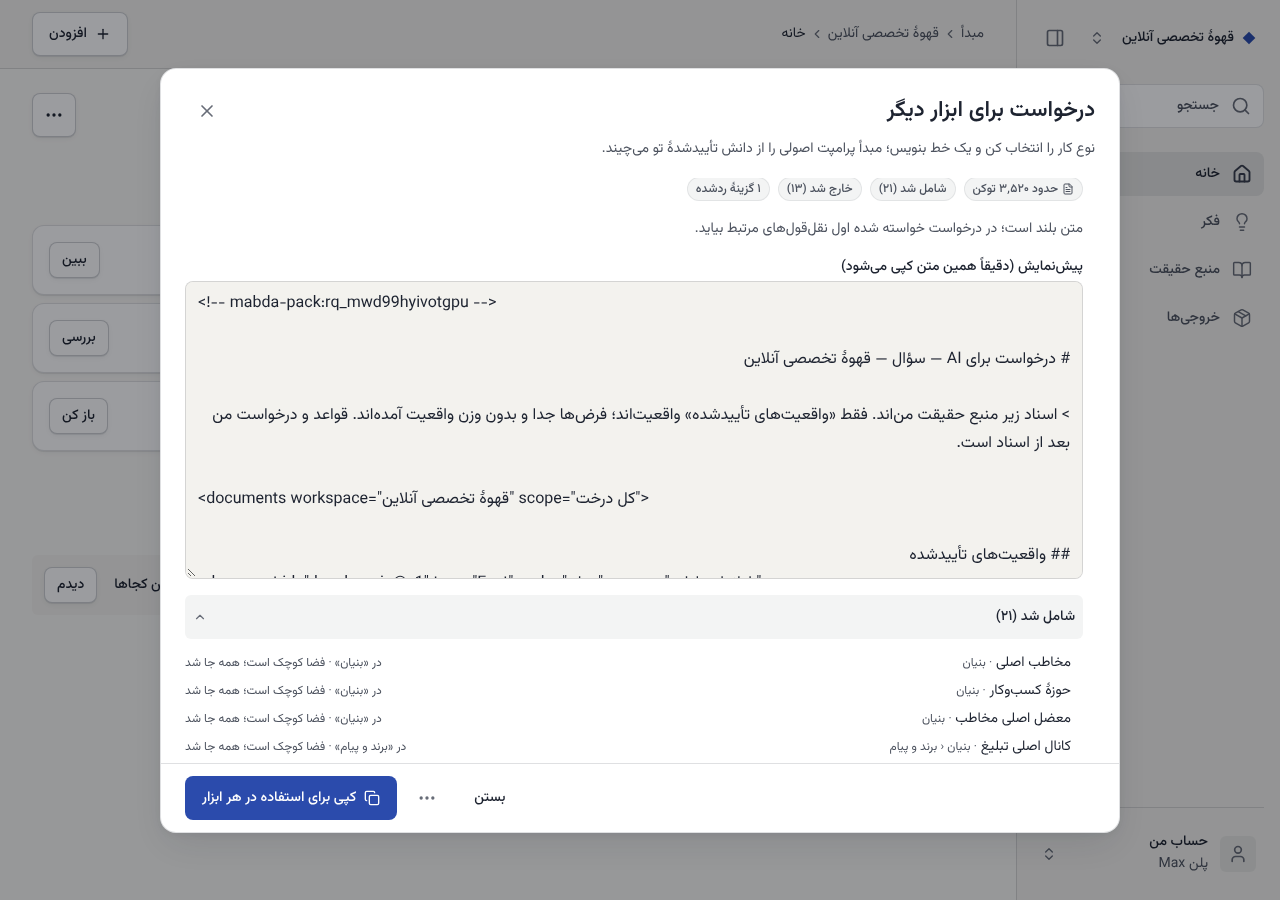 قهوهٔ تخصصی آنلاین
مبدأ › قهوهٔ تخصصی آنلاین › خانه
افزودن
جستجو
خانه
فکر
منبع حقیقت
خروجی‌ها
ببین
بررسی
باز کن
ن کجاها
دیدم
حساب من
پلن Max
درخواست برای ابزار دیگر
نوع کار را انتخاب کن و یک خط بنویس؛ مبدأ پرامپت اصولی را از دانش تأییدشدهٔ تو می‌چیند.
حدود ۳٬۵۲۰ توکن
شامل شد (۲۱)
خارج شد (۱۳)
۱ گزینهٔ ردشده
متن بلند است؛ در درخواست خواسته شده اول نقل‌قول‌های مرتبط بیاید.
پیش‌نمایش (دقیقاً همین متن کپی می‌شود)
<!-- mabda-pack:rq_mwd99hyivotgpu -->
# درخواست برای AI — سؤال — قهوهٔ تخصصی آنلاین
> اسناد زیر منبع حقیقت من‌اند. فقط «واقعیت‌های تأییدشده» واقعیت‌اند؛ فرض‌ها جدا و بدون وزن واقعیت آمده‌اند. قواعد و درخواست من
بعد از اسناد است.
<documents workspace="قهوهٔ تخصصی آنلاین" scope="کل درخت">
## واقعیت‌های تأییدشده
شامل شد (۲۱)
مخاطب اصلی · بنیان
در «بنیان» · فضا کوچک است؛ همه جا شد
حوزهٔ کسب‌وکار · بنیان
در «بنیان» · فضا کوچک است؛ همه جا شد
معضل اصلی مخاطب · بنیان
در «بنیان» · فضا کوچک است؛ همه جا شد
کانال اصلی تبلیغ · بنیان › برند و پیام
در «برند و پیام» · فضا کوچک است؛ همه جا شد
بستن
کپی برای استفاده در هر ابزار